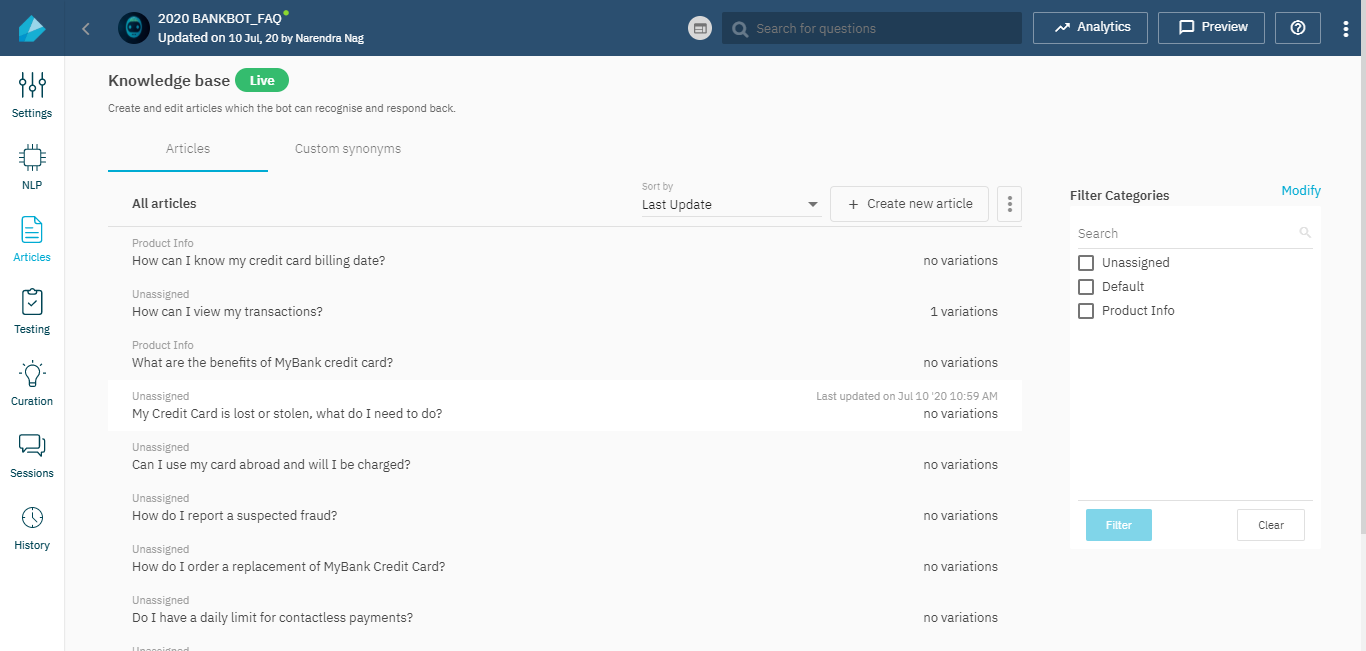 2020 BANKBOT_FAQ
Updated on 10 Jul, 20 by Narendra Nag
Search for questions
Analytics
Preview
Settings
NLP
Articles
Testing
Curation
Sessions
History
Knowledge base Live
Create and edit articles which the bot can recognise and respond back.
Articles Custom synonyms
All articles
Sort by
Last Update
+ Create new article
Product Info
How can I know my credit card billing date? no variations
Unassigned
How can I view my transactions? 1 variations
Product Info
What are the benefits of MyBank credit card? no variations
Unassigned Last updated on Jul 10 '20 10:59 AM
My Credit Card is lost or stolen, what do I need to do? no variations
Unassigned
Can I use my card abroad and will I be charged? no variations
Unassigned
How do I report a suspected fraud? no variations
Unassigned
How do I order a replacement of MyBank Credit Card? no variations
Unassigned
Do I have a daily limit for contactless payments? no variations
Unassigned
Filter Categories Modify
Search
Unassigned
Default
Product Info
Filter Clear